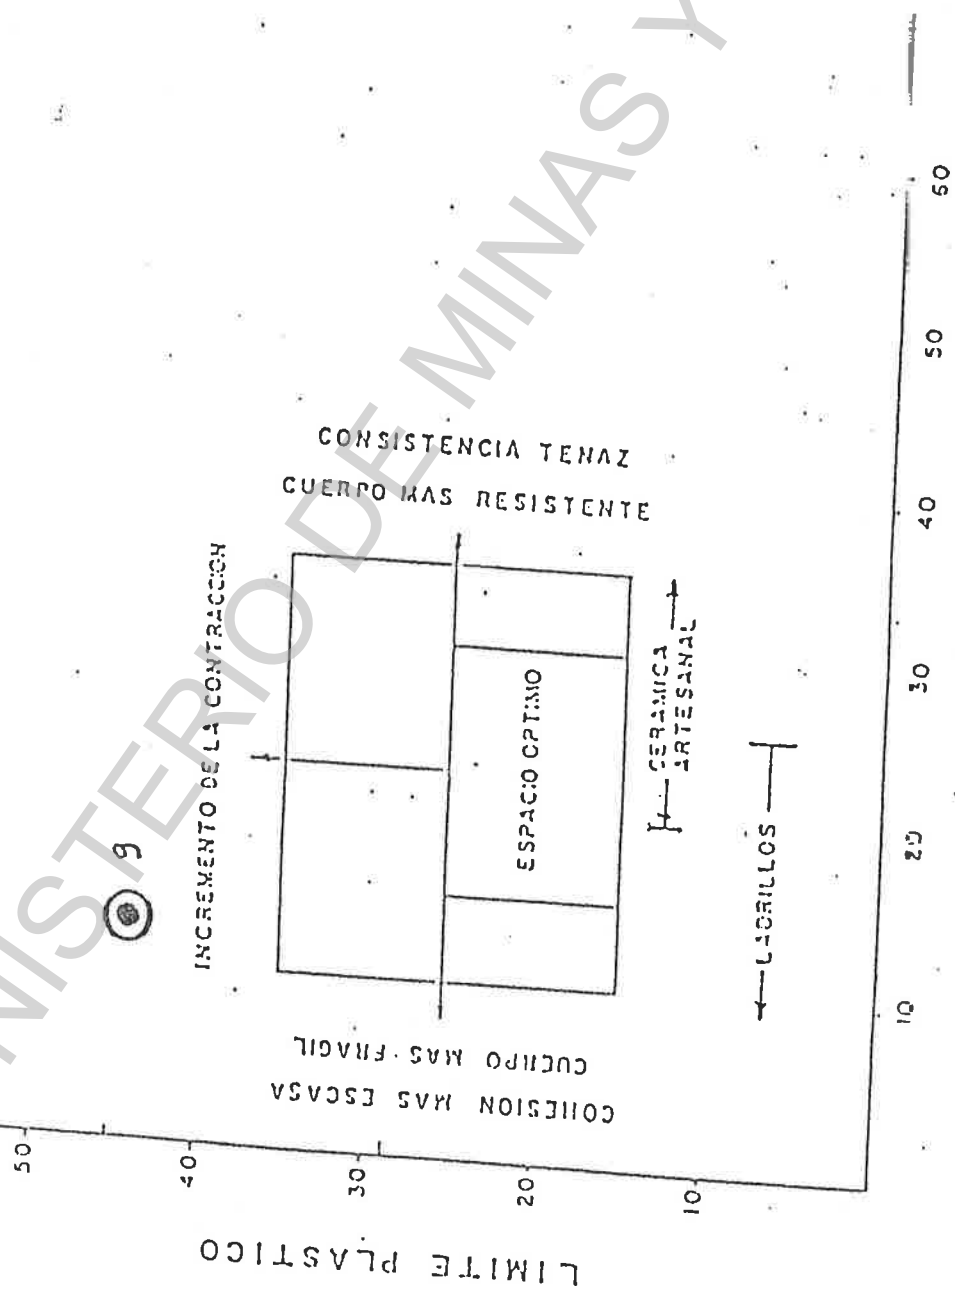 MINISTERIO DE MINAS Y
9
INCREMENTO DE LA CONTRACCION
CONSISTENCIA TENAZ
CUERPO MAS RESISTENTE
ESPACIO OPTIMO
CERAMICA
ARTESANAL
LADRILLOS
CUERPO MAS FRAGIL
COHESION MAS ESCASA
LIMITE PLASTICO
50
40
30
20
10
10
20
30
40
50
60